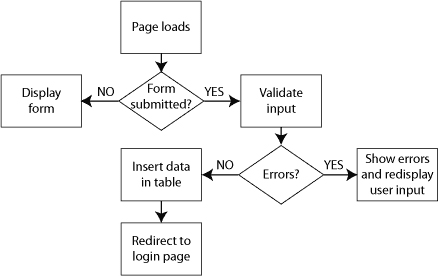 Page loads
Display
form
NO
Form
submitted?
YES
Validate
input
Insert data
in table
NO
Errors?
YES
Show errors
and redisplay
user input
Redirect to
login page